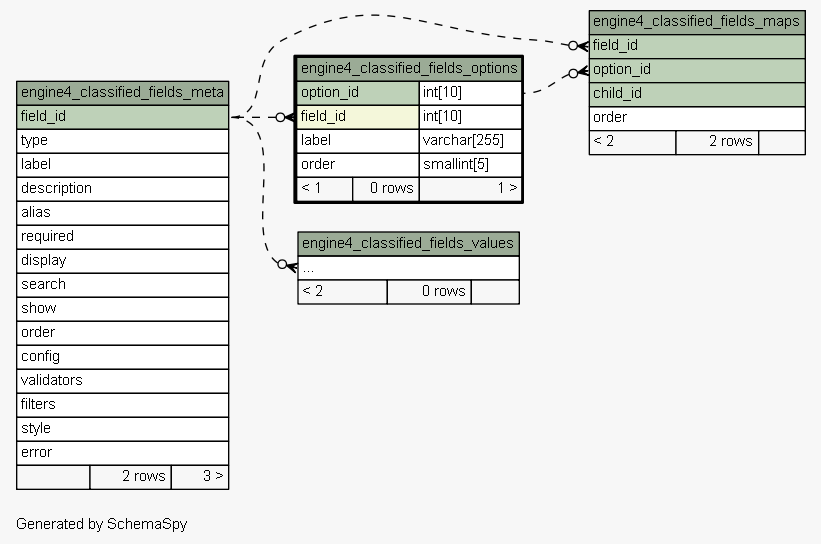 engine4_classified_fields_maps
field_id
option_id
child_id
order
< 2 2 rows
engine4_classified_fields_options
option_id int[10]
field_id int[10]
label varchar[255]
order smallint[5]
< 1 0 rows 1 >
engine4_classified_fields_meta
field_id
type
label
description
alias
required
display
search
show
order
config
validators
filters
style
error
2 rows 3 >
engine4_classified_fields_values
...
< 2 0 rows
Generated by SchemaSpy